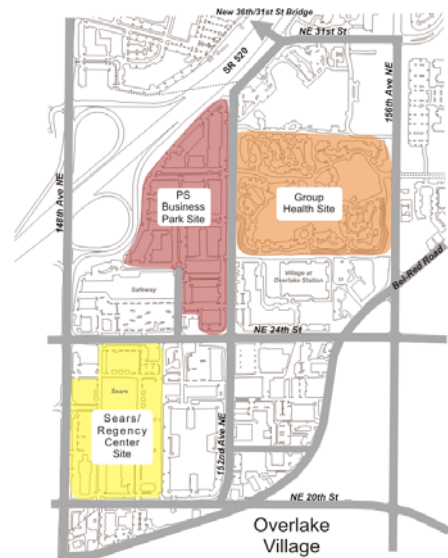 New 36th/31st St Bridge
NE 31st St
SR 520
156th Ave NE
148th Ave NE
PS
Business
Park Site
Group
Health Site
Safeway
Village at
Overlake Station
Bel-Red Road
NE 24th St
Sears
Sears/
Regency
Center
Site
152nd Ave NE
NE 20th St
Overlake
Village